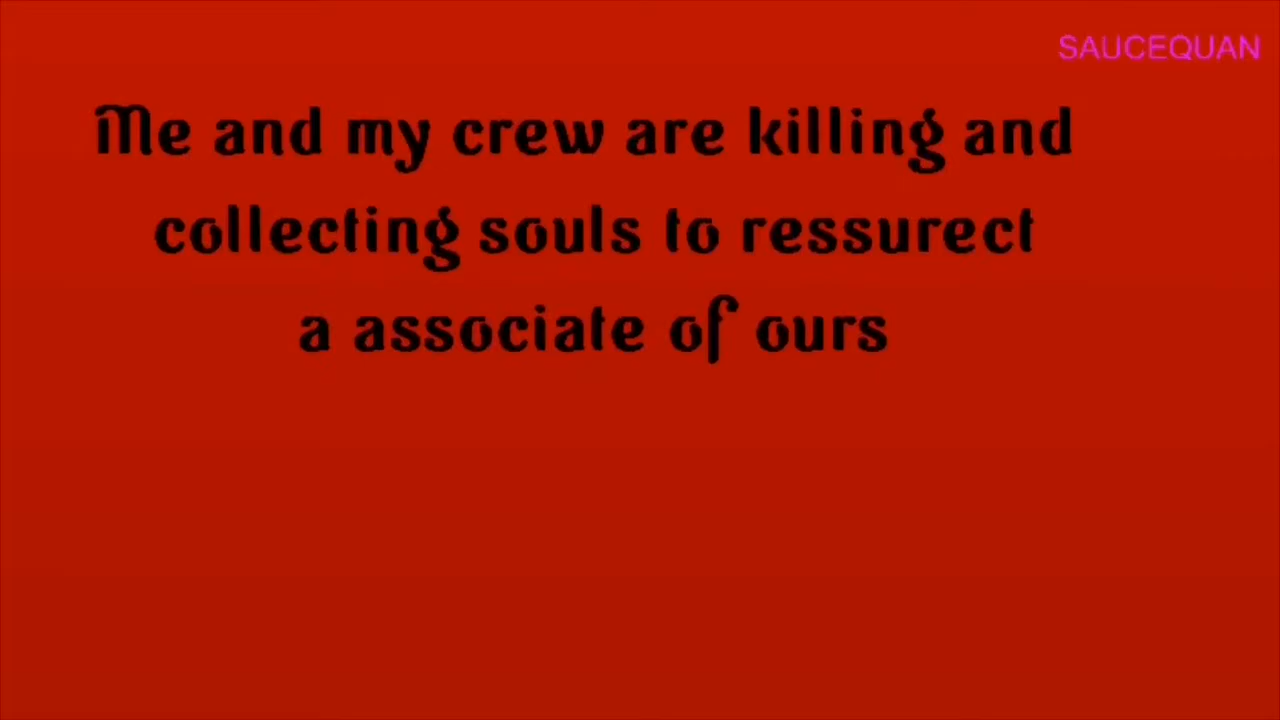 SAUCEQUAN
Me and my crew are killing and
collecting souls to ressurect
a associate of ours